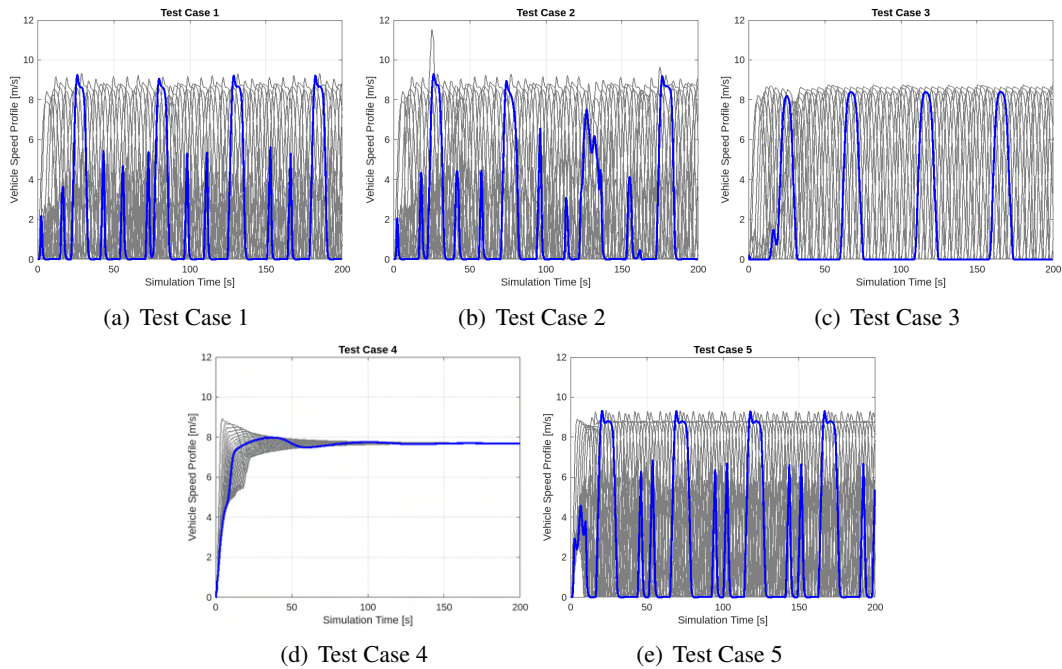 Test Case 1
Vehicle Speed Profile [m/s]
12
10
8
6
4
2
0
0 50 100 150 200
Simulation Time [s]
(a) Test Case 1
Test Case 2
Vehicle Speed Profile [m/s]
12
10
8
6
4
2
0
0 50 100 150 200
Simulation Time [s]
(b) Test Case 2
Test Case 3
Vehicle Speed Profile [m/s]
12
10
8
6
4
2
0
0 50 100 150 200
Simulation Time [s]
(c) Test Case 3
Test Case 4
Vehicle Speed Profile [m/s]
12
10
8
6
4
2
0
0 50 100 150 200
Simulation Time [s]
(d) Test Case 4
Test Case 5
Vehicle Speed Profile [m/s]
12
10
8
6
4
2
0
0 50 100 150 200
Simulation Time [s]
(e) Test Case 5